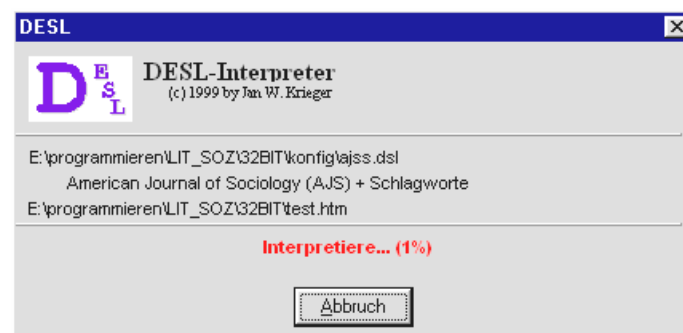 DESL
D E S L
DESL-Interpreter
(c) 1999 by Jan W. Krieger
E:\programmieren\LIT_SOZ\32BIT\konfig\ajss.dsl
American Journal of Sociology (AJS) + Schlagworte
E:\programmieren\LIT_SOZ\32BIT\test.htm
Interpretiere... (1%)
Abbruch